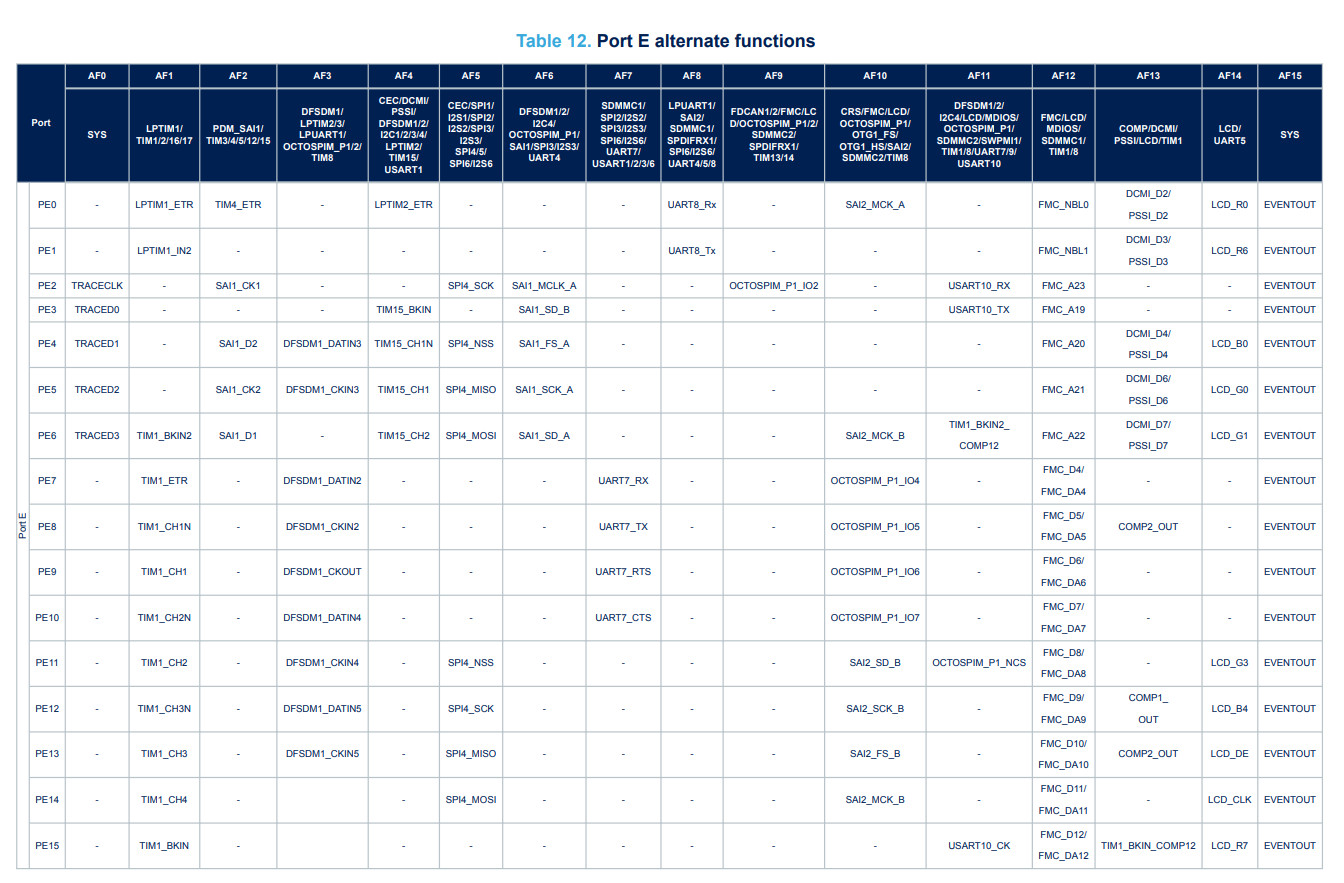 Table 12. Port E alternate functions
Port AF0 AF1 AF2 AF3 AF4 AF5 AF6 AF7 AF8 AF9 AF10 AF11 AF12 AF13 AF14 AF15
SYS
LPTIM1/
TIM1/2/16/17
PDM_SAI1/
TIM3/4/5/12/15
DFSDM1/
LPTIM2/3/
LPUART1/
OCTOSPIM_P1/2/
TIM8
CEC/DCMI/
PSSI/
DFSDM1/2/
I2C1/2/3/4/
LPTIM2/
TIM15/
USART1
CEC/SPI1/
I2S1/SPI2/
I2S2/SPI3/
I2S3/
SPI4/5/
SPI6/I2S6
DFSDM1/2/
I2C4/
OCTOSPIM_P1/
SAI1/SPI3/I2S3/
UART4
SDMMC1/
SPI2/I2S2/
SPI3/I2S3/
SPI6/I2S6/
UART7/
USART1/2/3/6
LPUART1/
SAI2/
SDMMC1/
SPDIFRX1/
SPI6/I2S6/
UART4/5/8
FDCAN1/2/FMC/LC
D/OCTOSPIM_P1/2/
SDMMC2/
SPDIFRX1/
TIM13/14
CRS/FMC/LCD/
OCTOSPIM_P1/
OTG1_FS/
OTG1_HS/SAI2/
SDMMC2/TIM8
DFSDM1/2/
I2C4/LCD/MDIOS/
OCTOSPIM_P1/
SDMMC2/SWPMI1/
TIM1/8/UART7/9/
USART10
FMC/LCD/
MDIOS/
SDMMC1/
TIM1/8
COMP/DCMI/
PSSI/LCD/TIM1
LCD/
UART5
SYS
Port E
PE0 - LPTIM1_ETR TIM4_ETR - LPTIM2_ETR - - - UART8_Rx - SAI2_MCK_A - FMC_NBL0 DCMI_D2/ PSSI_D2 LCD_R0 EVENTOUT
PE1 - LPTIM1_IN2 - - - - - - UART8_Tx - - - FMC_NBL1 DCMI_D3/ PSSI_D3 LCD_R6 EVENTOUT
PE2 TRACECLK - SAI1_CK1 - - SPI4_SCK SAI1_MCLK_A - - OCTOSPIM_P1_IO2 - USART10_RX FMC_A23 - - EVENTOUT
PE3 TRACED0 - - - TIM15_BKIN - SAI1_SD_B - - - - USART10_TX FMC_A19 - - EVENTOUT
PE4 TRACED1 - SAI1_D2 DFSDM1_DATIN3 TIM15_CH1N SPI4_NSS SAI1_FS_A - - - - - FMC_A20 DCMI_D4/ PSSI_D4 LCD_B0 EVENTOUT
PE5 TRACED2 - SAI1_CK2 DFSDM1_CKIN3 TIM15_CH1 SPI4_MISO SAI1_SCK_A - - - - - FMC_A21 DCMI_D6/ PSSI_D6 LCD_G0 EVENTOUT
PE6 TRACED3 TIM1_BKIN2 SAI1_D1 - TIM15_CH2 SPI4_MOSI SAI1_SD_A - - - SAI2_MCK_B TIM1_BKIN2_ COMP12 FMC_A22 DCMI_D7/ PSSI_D7 LCD_G1 EVENTOUT
PE7 - TIM1_ETR - DFSDM1_DATIN2 - - - UART7_RX - - OCTOSPIM_P1_IO4 - FMC_D4/ FMC_DA4 - - EVENTOUT
PE8 - TIM1_CH1N - DFSDM1_CKIN2 - - - UART7_TX - - OCTOSPIM_P1_IO5 - FMC_D5/ FMC_DA5 COMP2_OUT - EVENTOUT
PE9 - TIM1_CH1 - DFSDM1_CKOUT - - - UART7_RTS - - OCTOSPIM_P1_IO6 - FMC_D6/ FMC_DA6 - - EVENTOUT
PE10 - TIM1_CH2N - DFSDM1_DATIN4 - - - UART7_CTS - - OCTOSPIM_P1_IO7 - FMC_D7/ FMC_DA7 - - EVENTOUT
PE11 - TIM1_CH2 - DFSDM1_CKIN4 - SPI4_NSS - - - - SAI2_SD_B OCTOSPIM_P1_NCS FMC_D8/ FMC_DA8 - LCD_G3 EVENTOUT
PE12 - TIM1_CH3N - DFSDM1_DATIN5 - SPI4_SCK - - - - SAI2_SCK_B - FMC_D9/ FMC_DA9 COMP1_ OUT LCD_B4 EVENTOUT
PE13 - TIM1_CH3 - DFSDM1_CKIN5 - SPI4_MISO - - - - SAI2_FS_B - FMC_D10/ FMC_DA10 COMP2_OUT LCD_DE EVENTOUT
PE14 - TIM1_CH4 - - SPI4_MOSI - - - - SAI2_MCK_B - FMC_D11/ FMC_DA11 - LCD_CLK EVENTOUT
PE15 - TIM1_BKIN - - - - - - - - USART10_CK FMC_D12/ FMC_DA12 TIM1_BKIN_COMP12 LCD_R7 EVENTOUT